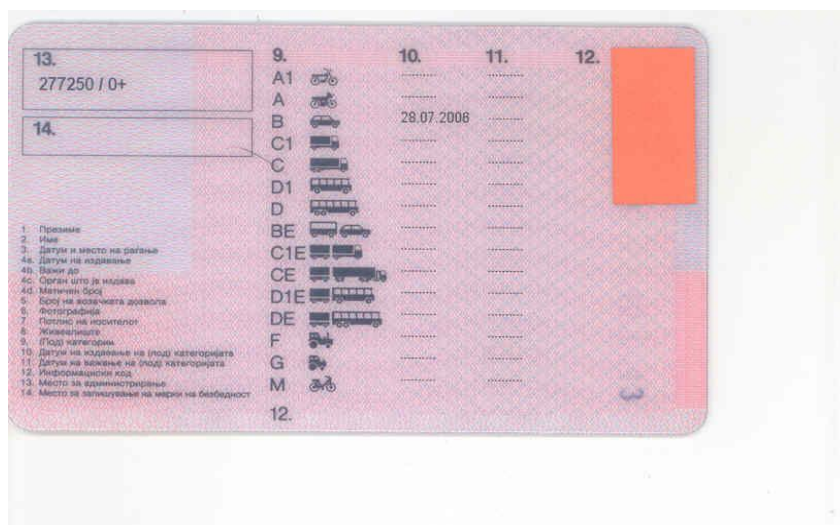 13.
277250 / 0+
14.
9. 10. 11. 12.
A1
A
B 28.07.2008
C1
C
D1
D
BE
C1E
CE
D1E
DE
F
G
M
12.
1. Презиме
2. Име
3. Датум и место на раѓање
4a. Датум на издавање
4b. Важи до
4c. Орган што ја издава
4d. Матичен број
5. Број на возачката дозвола
6. Фотографија
7. Потпис на носителот
8. Живеалиште
9. (Под) категории
10. Датум на издавање на (под) категоријата
11. Датум на важење на (под) категоријата
12. Информациски код
13. Место за администрирање
14. Место за запишување на мерки на безбедност